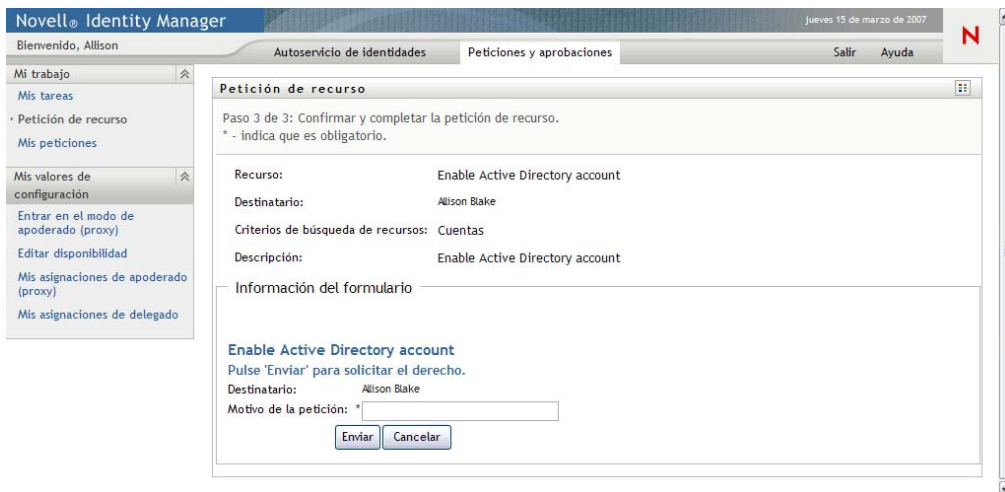 Novell® Identity Manager
jueves 15 de marzo de 2007
N
Bienvenido, Allison
Autoservicio de identidades
Peticiones y aprobaciones
Salir
Ayuda
Mi trabajo
Mis tareas
Petición de recurso
Mis peticiones
Mis valores de
configuración
Entrar en el modo de
apoderado (proxy)
Editar disponibilidad
Mis asignaciones de apoderado
(proxy)
Mis asignaciones de delegado
Petición de recurso
Paso 3 de 3: Confirmar y completar la petición de recurso.
* - indica que es obligatorio.
Recurso: Enable Active Directory account
Destinatario: Allison Blake
Criterios de búsqueda de recursos: Cuentas
Descripción: Enable Active Directory account
Información del formulario
Enable Active Directory account
Pulse 'Enviar' para solicitar el derecho.
Destinatario: Allison Blake
Motivo de la petición: *
Enviar
Cancelar